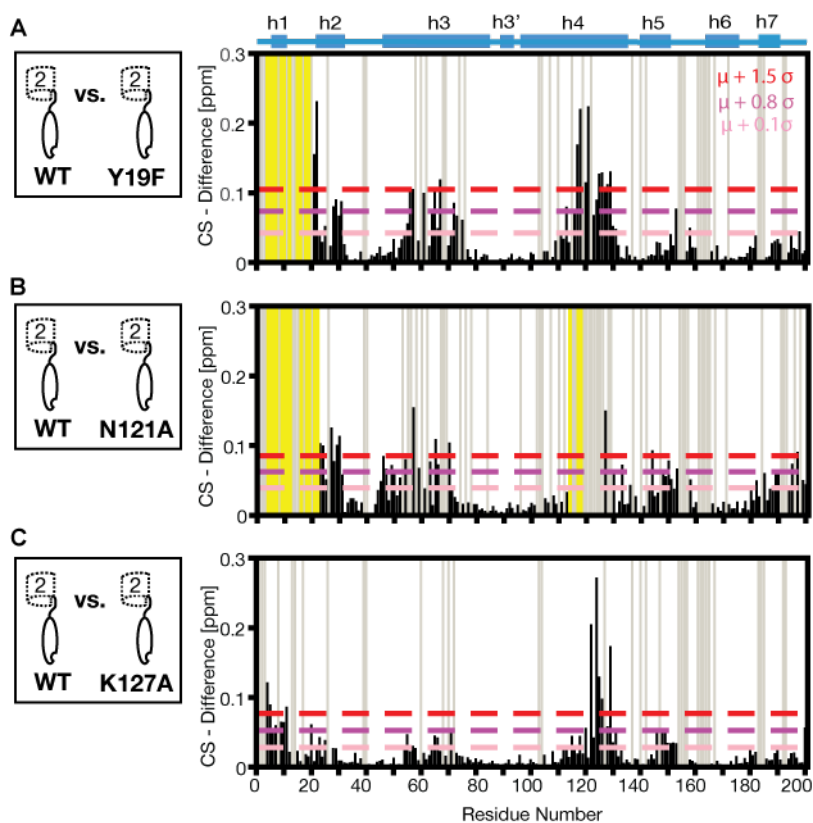 A
h1 h2 h3 h3' h4 h5 h6 h7
2 vs. 2
WT Y19F
CS - Difference [ppm]
0.3
0.2
0.1
0
μ + 1.5 σ
μ + 0.8 σ
μ + 0.1σ
B
2 vs. 2
WT N121A
CS - Difference [ppm]
0.3
0.2
0.1
0
C
2 vs. 2
WT K127A
CS - Difference [ppm]
0.3
0.2
0.1
0
0 20 40 60 80 100 120 140 160 180 200
Residue Number